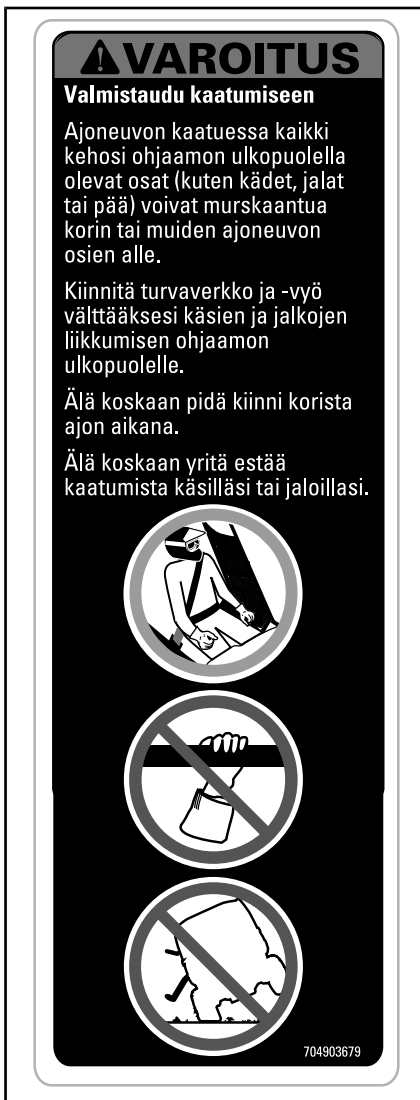 VAROITUS
Valmistaudu kaatumiseen
Ajoneuvon kaatuessa kaikki
kehosi ohjaamon ulkopuolella
olevat osat (kuten kädet, jalat
tai pää) voivat murskaantua
korin tai muiden ajoneuvon
osien alle.
Kiinnitä turvaverkko ja -vyö
välttääksesi käsien ja jalkojen
liikkumisen ohjaamon
ulkopuolelle.
Älä koskaan pidä kiinni korista
ajon aikana.
Älä koskaan yritä estää
kaatumista käsilläsi tai jaloillasi.
704903679